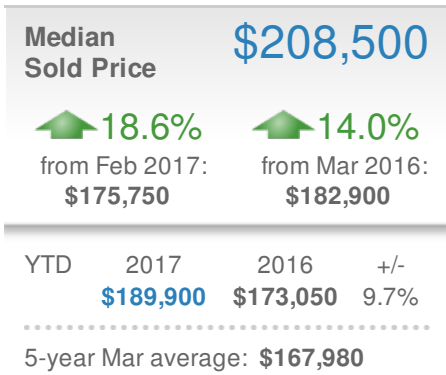 Median
Sold Price
$208,500
18.6% 14.0%
from Feb 2017: from Mar 2016:
$175,750 $182,900
YTD 2017 2016 +/-
$189,900 $173,050 9.7%
5-year Mar average: $167,980